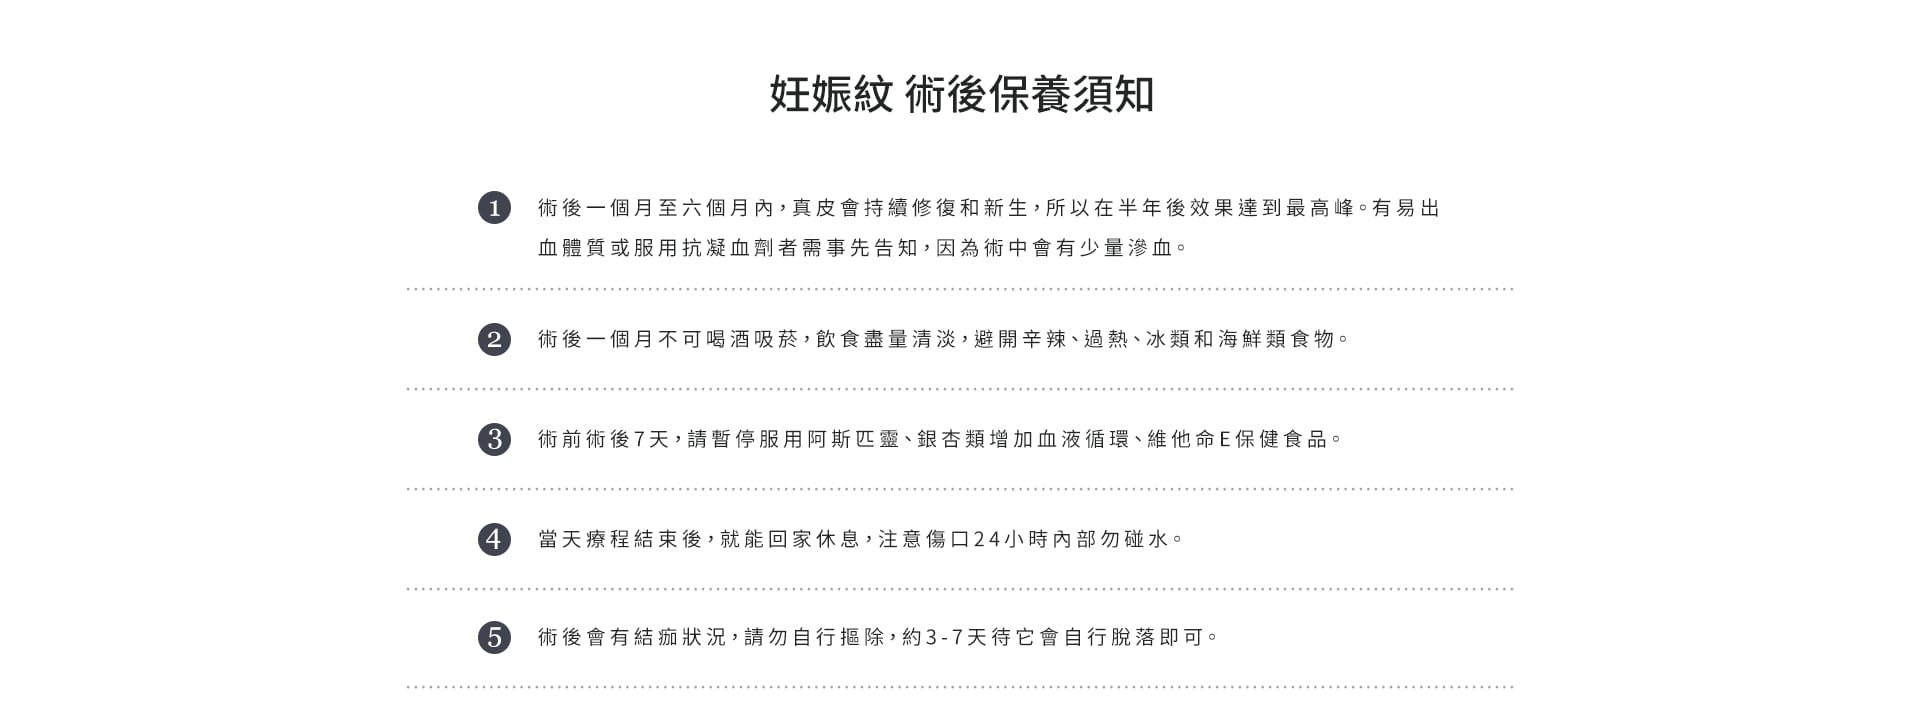 妊娠紋 術後保養須知
1 術後一個月至六個月內，真皮會持續修復和新生，所以在半年後效果達到最高峰。有易出
血體質或服用抗凝血劑者需事先告知，因為術中會有少量滲血。
2 術後一個月不可喝酒吸菸，飲食盡量清淡，避開辛辣、過熱、冰類和海鮮類食物。
3 術前術後7天，請暫停服用阿斯匹靈、銀杏類增加血液循環、維他命E保健食品。
4 當天療程結束後，就能回家休息，注意傷口24小時內部勿碰水。
5 術後會有結痂狀況，請勿自行摳除，約3-7天待它會自行脫落即可。